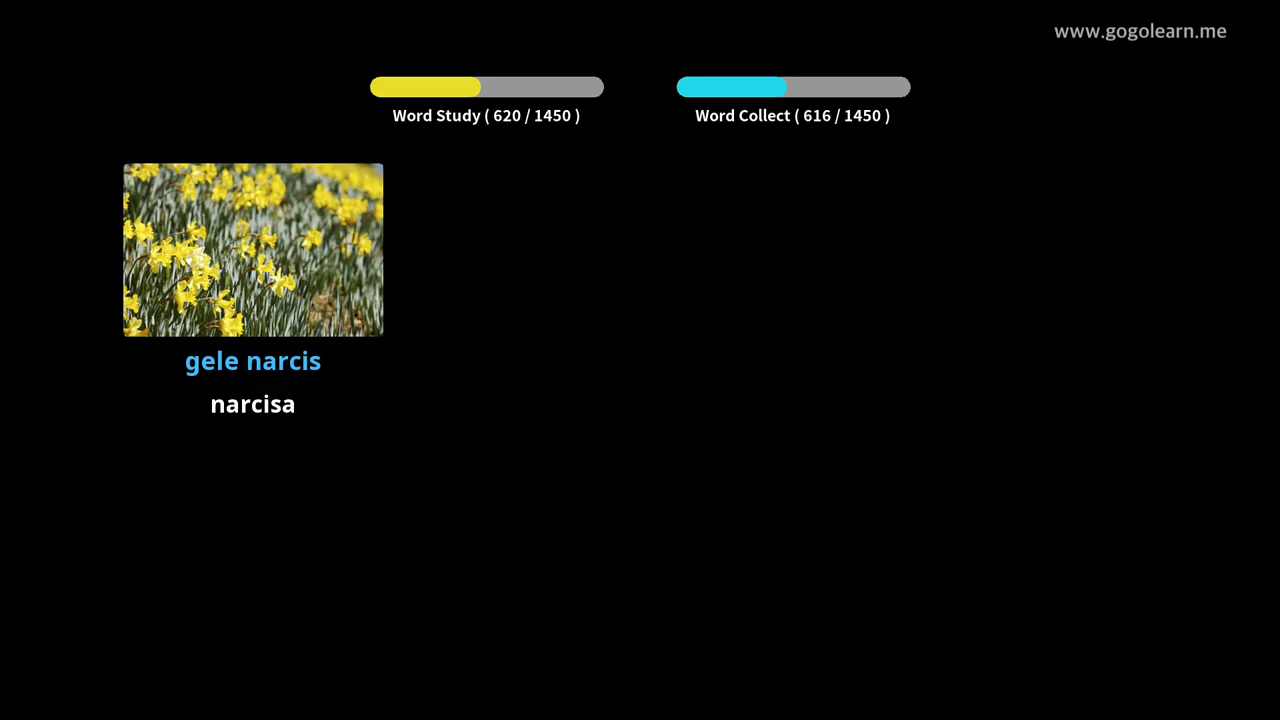 www.gogolearn.me
Word Study ( 620 / 1450 )
Word Collect ( 616 / 1450 )
gele narcis
narcisa